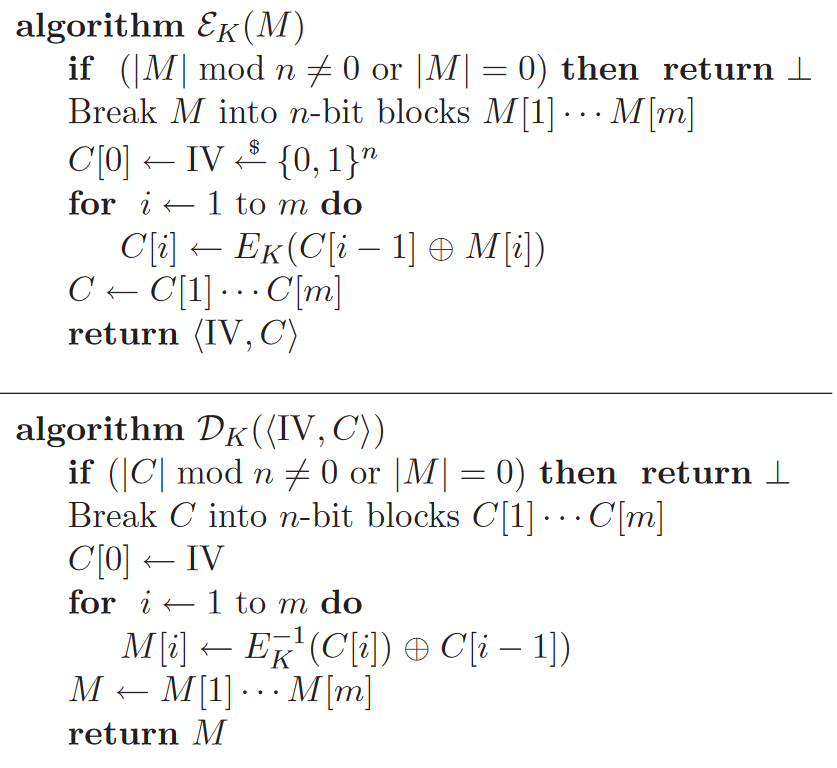 algorithm 𝓔_K(M)
if (|M| mod n ≠ 0 or |M| = 0) then return ⊥
Break M into n-bit blocks M[1] ··· M[m]
C[0] ← IV ←$ {0, 1}^n
for i ← 1 to m do
C[i] ← E_K(C[i − 1] ⊕ M[i])
C ← C[1] ··· C[m]
return ⟨IV, C⟩
algorithm 𝓓_K(⟨IV, C⟩)
if (|C| mod n ≠ 0 or |M| = 0) then return ⊥
Break C into n-bit blocks C[1] ··· C[m]
C[0] ← IV
for i ← 1 to m do
M[i] ← E_K^{−1}(C[i]) ⊕ C[i − 1])
M ← M[1] ··· M[m]
return M